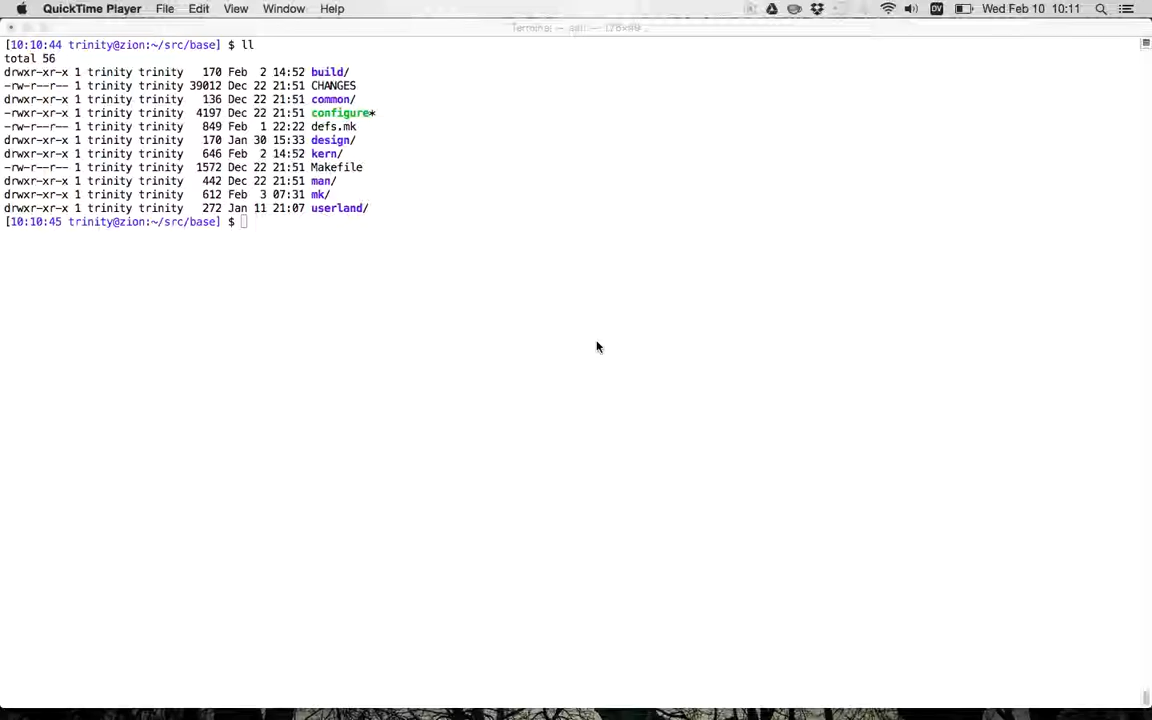 QuickTime Player File Edit View Window Help DV Wed Feb 10 10:11
[10:10:44 trinity@zion:~/src/base] $ ll
total 56
drwxr-xr-x 1 trinity trinity   170 Feb  2 14:52 build/
-rw-r--r-- 1 trinity trinity 39012 Dec 22 21:51 CHANGES
drwxr-xr-x 1 trinity trinity   136 Dec 22 21:51 common/
-rwxr-xr-x 1 trinity trinity  4197 Dec 22 21:51 configure*
-rw-r--r-- 1 trinity trinity   849 Feb  1 22:22 defs.mk
drwxr-xr-x 1 trinity trinity   170 Jan 30 15:33 design/
drwxr-xr-x 1 trinity trinity   646 Feb  2 14:52 kern/
-rw-r--r-- 1 trinity trinity  1572 Dec 22 21:51 Makefile
drwxr-xr-x 1 trinity trinity   442 Dec 22 21:51 man/
drwxr-xr-x 1 trinity trinity   612 Feb  3 07:31 mk/
drwxr-xr-x 1 trinity trinity   272 Jan 11 21:07 userland/
[10:10:45 trinity@zion:~/src/base] $